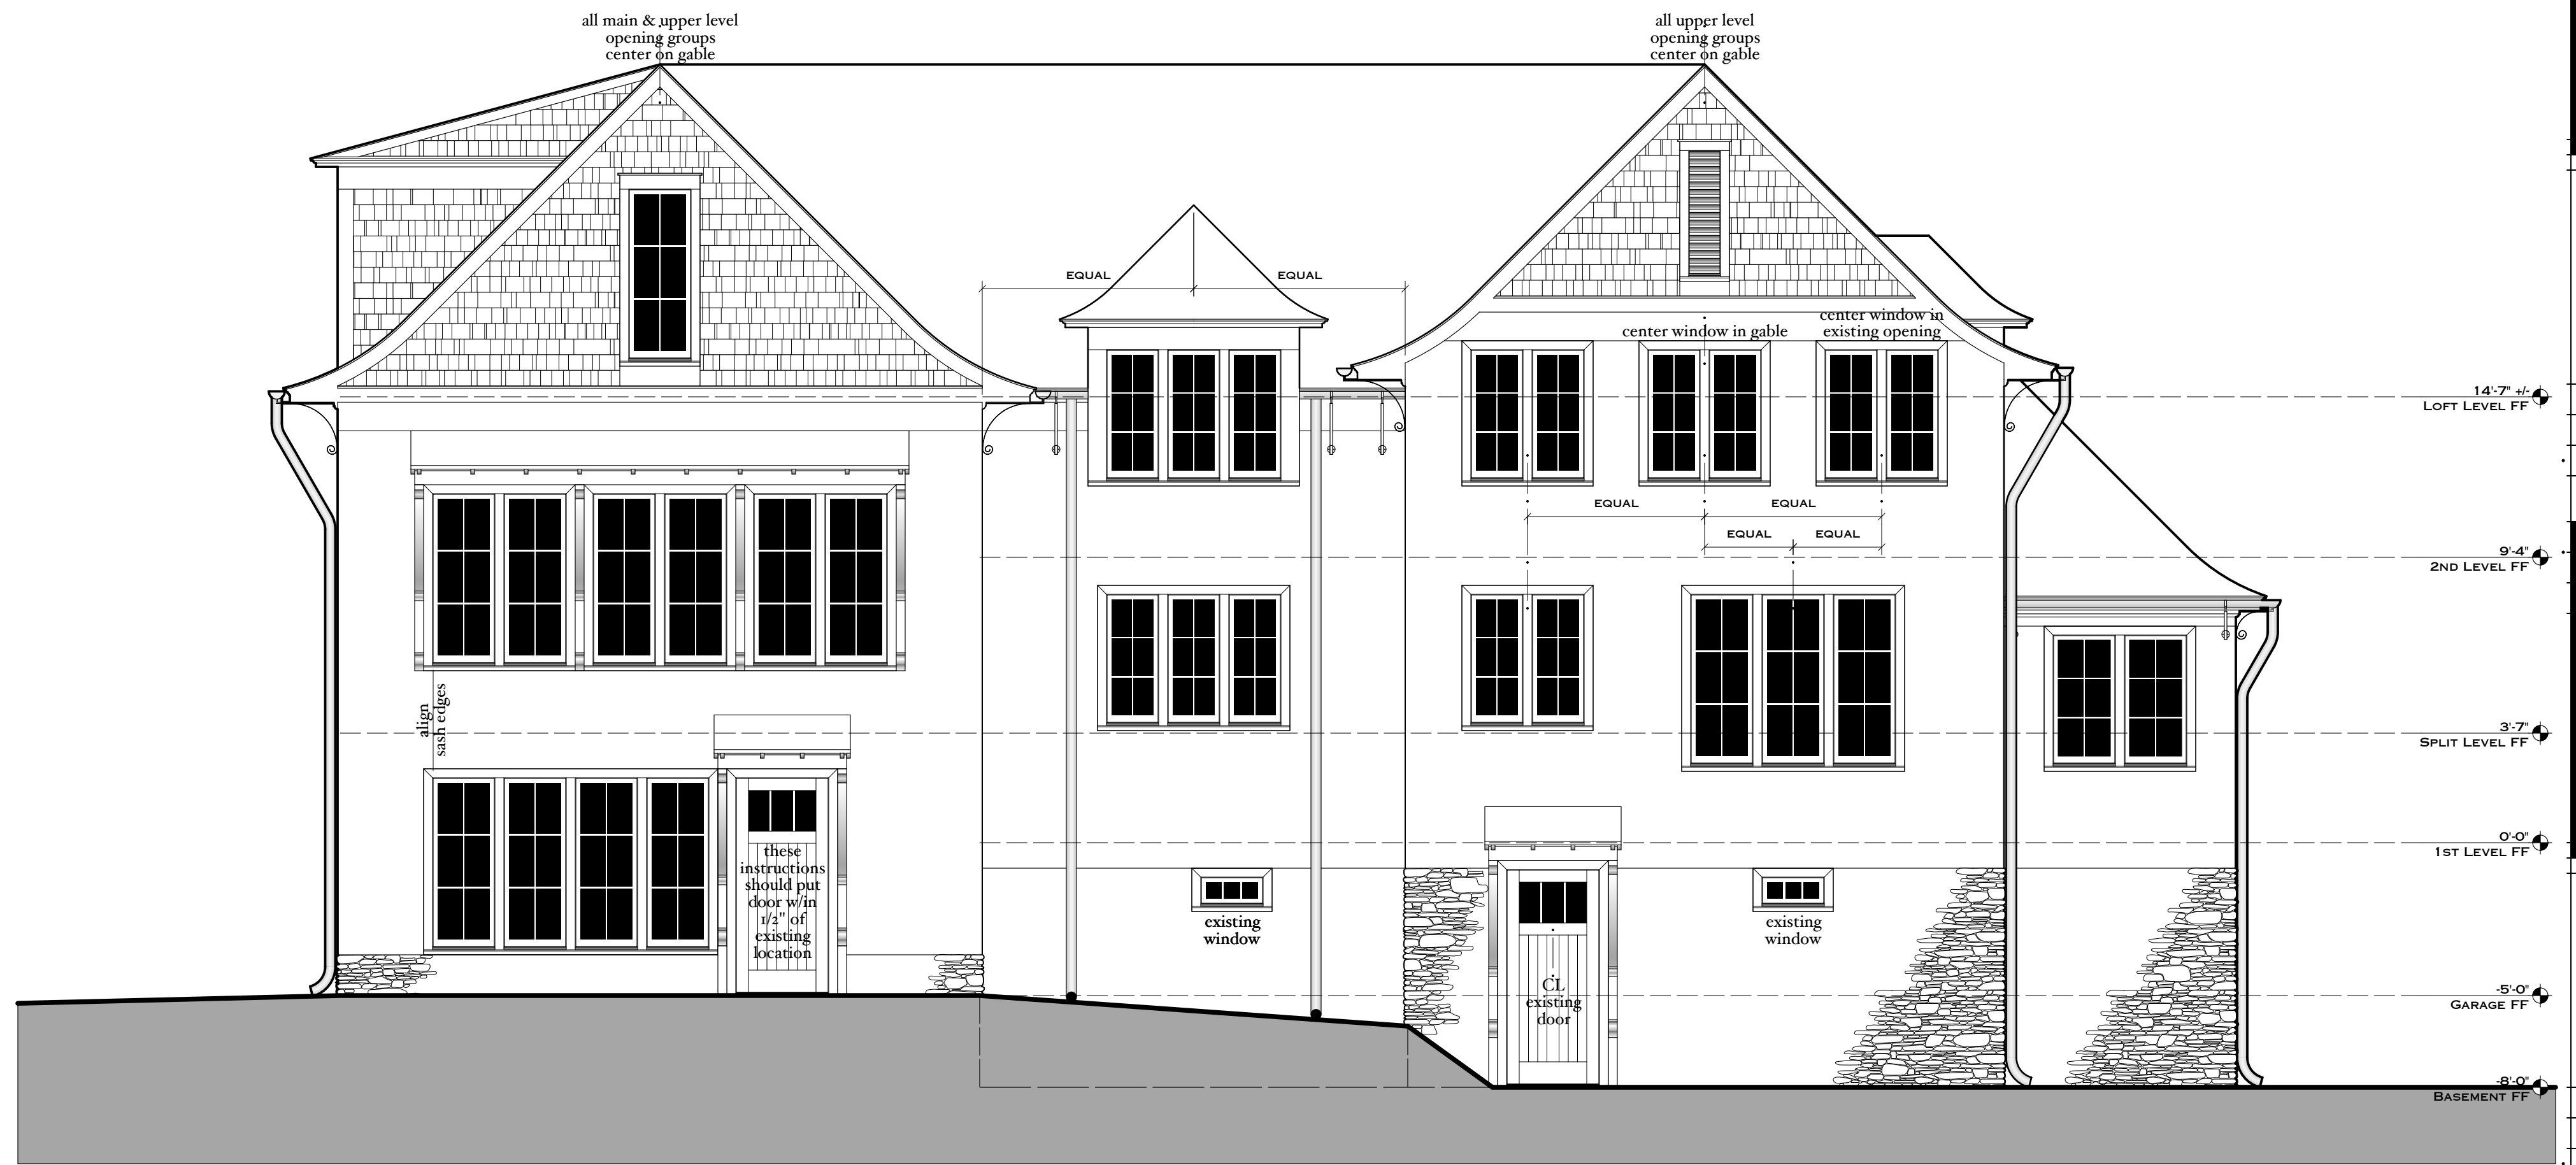 all main & upper level
opening groups
center on gable
all upper level
opening groups
center on gable
EQUAL
EQUAL
center window in gable
center window in
existing opening
14'-7" +/-
LOFT LEVEL FF
EQUAL
EQUAL
EQUAL
EQUAL
9'-4"
2ND LEVEL FF
align
sash edges
3'-7"
SPLIT LEVEL FF
0'-0"
1ST LEVEL FF
these
instructions
should put
door w/in
1/2" of
existing
location
existing
window
existing
window
CL
existing
door
-5'-0"
GARAGE FF
-8'-0"
BASEMENT FF